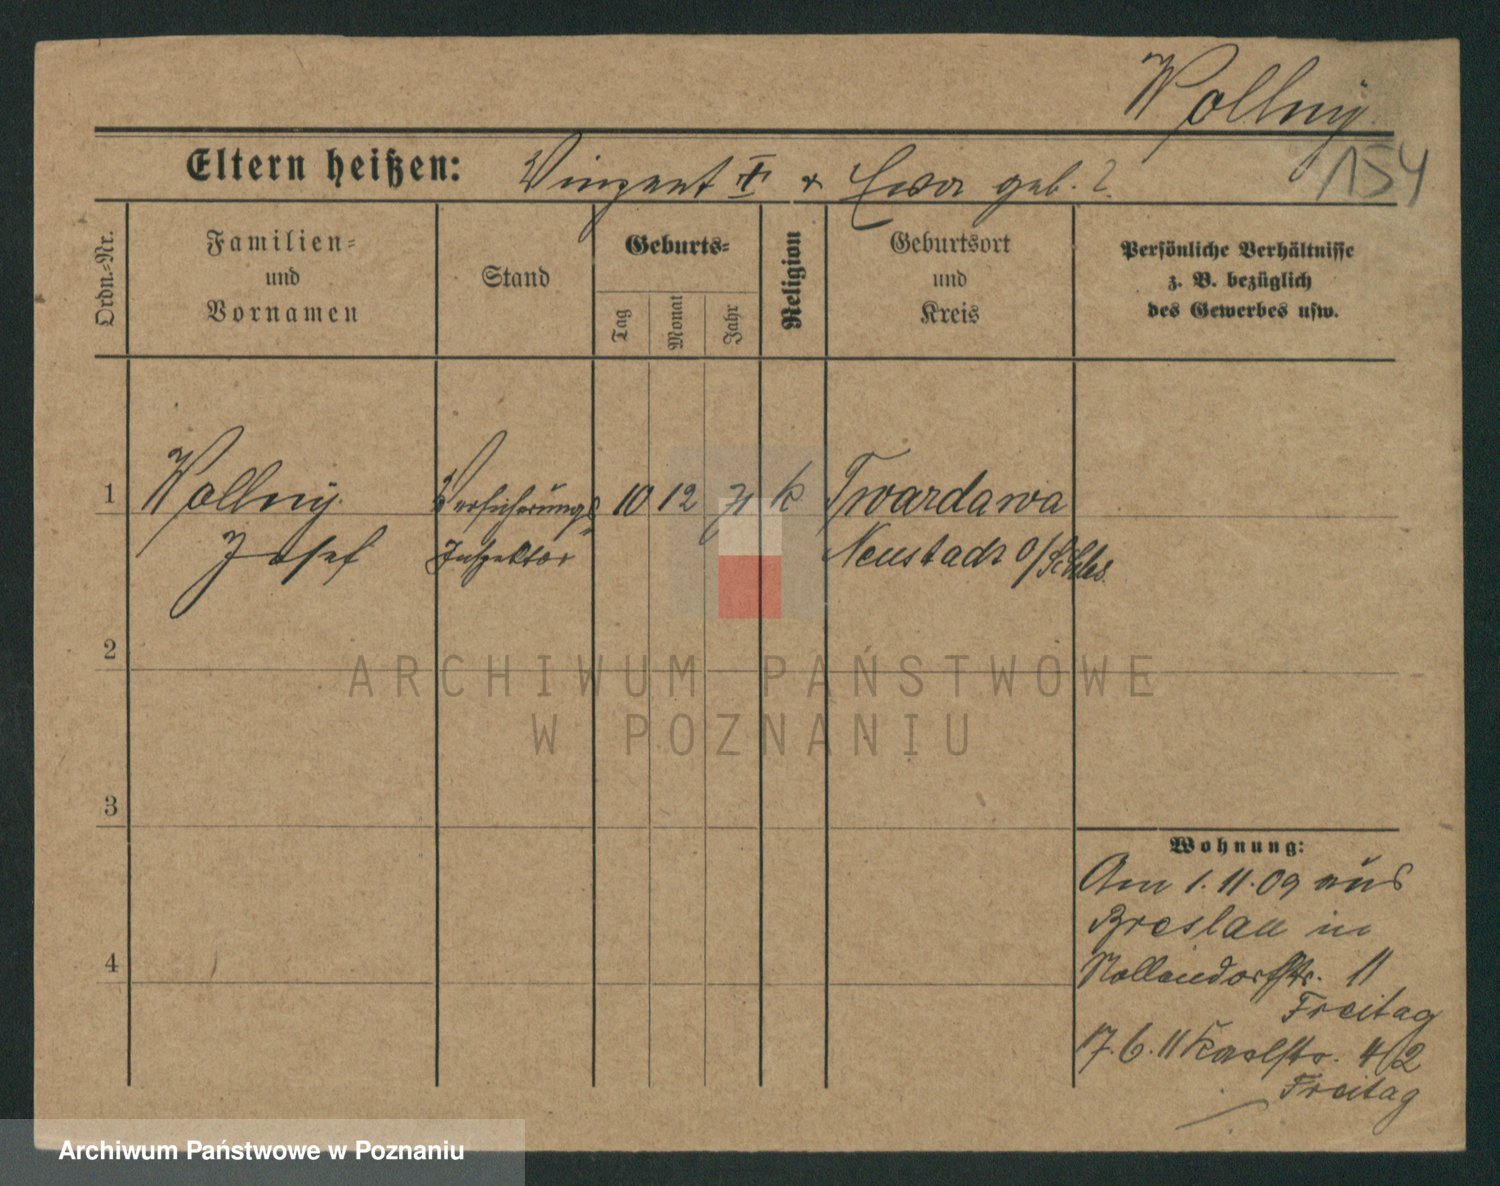 Wollny
154
Eltern heißen: Vinzent ☨ & Ewa geb. ?
Ordn.-Nr.
Familien-
und
Vornamen
Stand
Geburts-
Tag
Monat
Jahr
Religion
Geburtsort
und
Kreis
Persönliche Verhältnisse
z. B. bezüglich
des Gewerbes usw.
1 Wollny Versicherungs 10 12 71 k Twardawa
Josef Inspektor Neustadt O/Schles.
2
3
4
Wohnung:
Am 1.11.09 aus
Breslau in
Nollendorfstr. 11
Freitag
17.6.11 Karlstr. 4/2
Freitag
ARCHIWUM PAŃSTWOWE
W POZNANIU
Archiwum Państwowe w Poznaniu